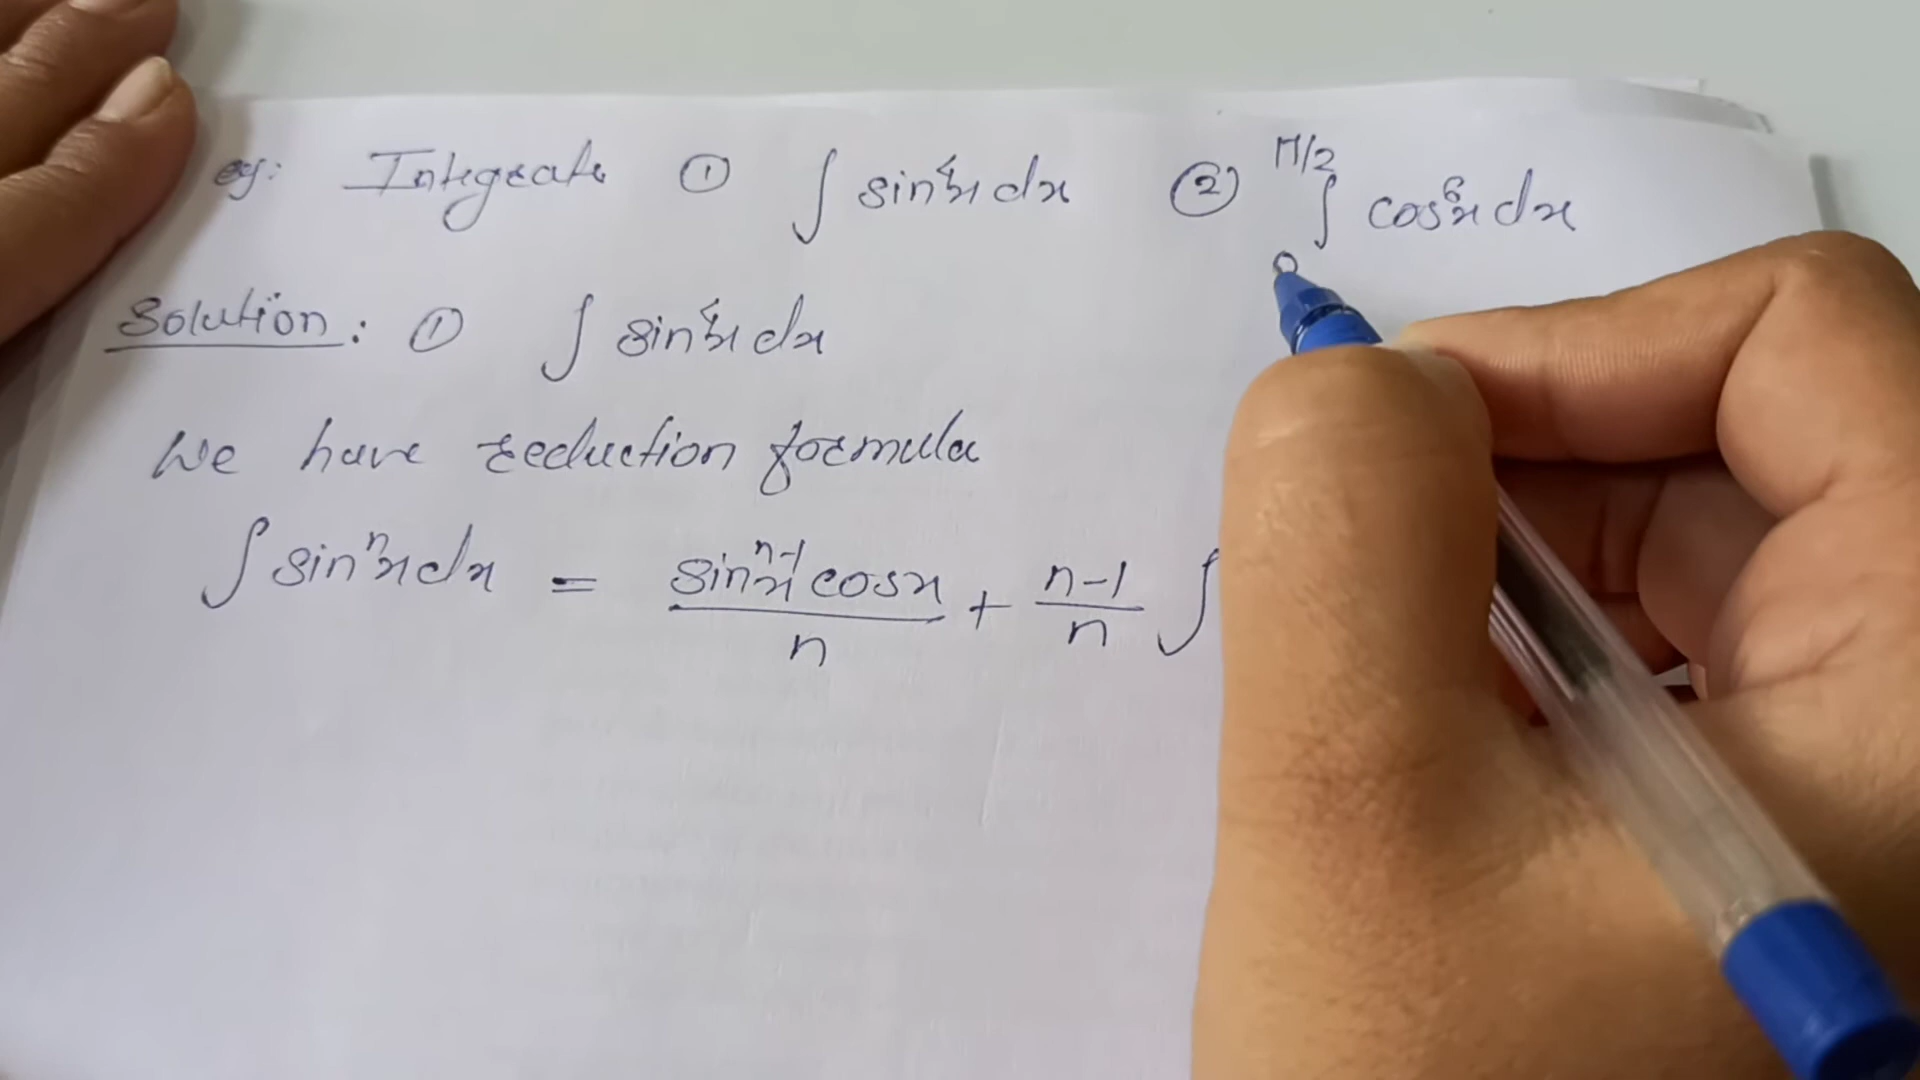 eg: Integrate ① ∫ sin⁴x dx ② ∫₀^π/2 cos⁶x dx
Solution: ① ∫ sin⁴x dx
We have reduction formula
∫ sinⁿx dx = sinⁿ⁻¹x cosx / n + n-1 / n ∫